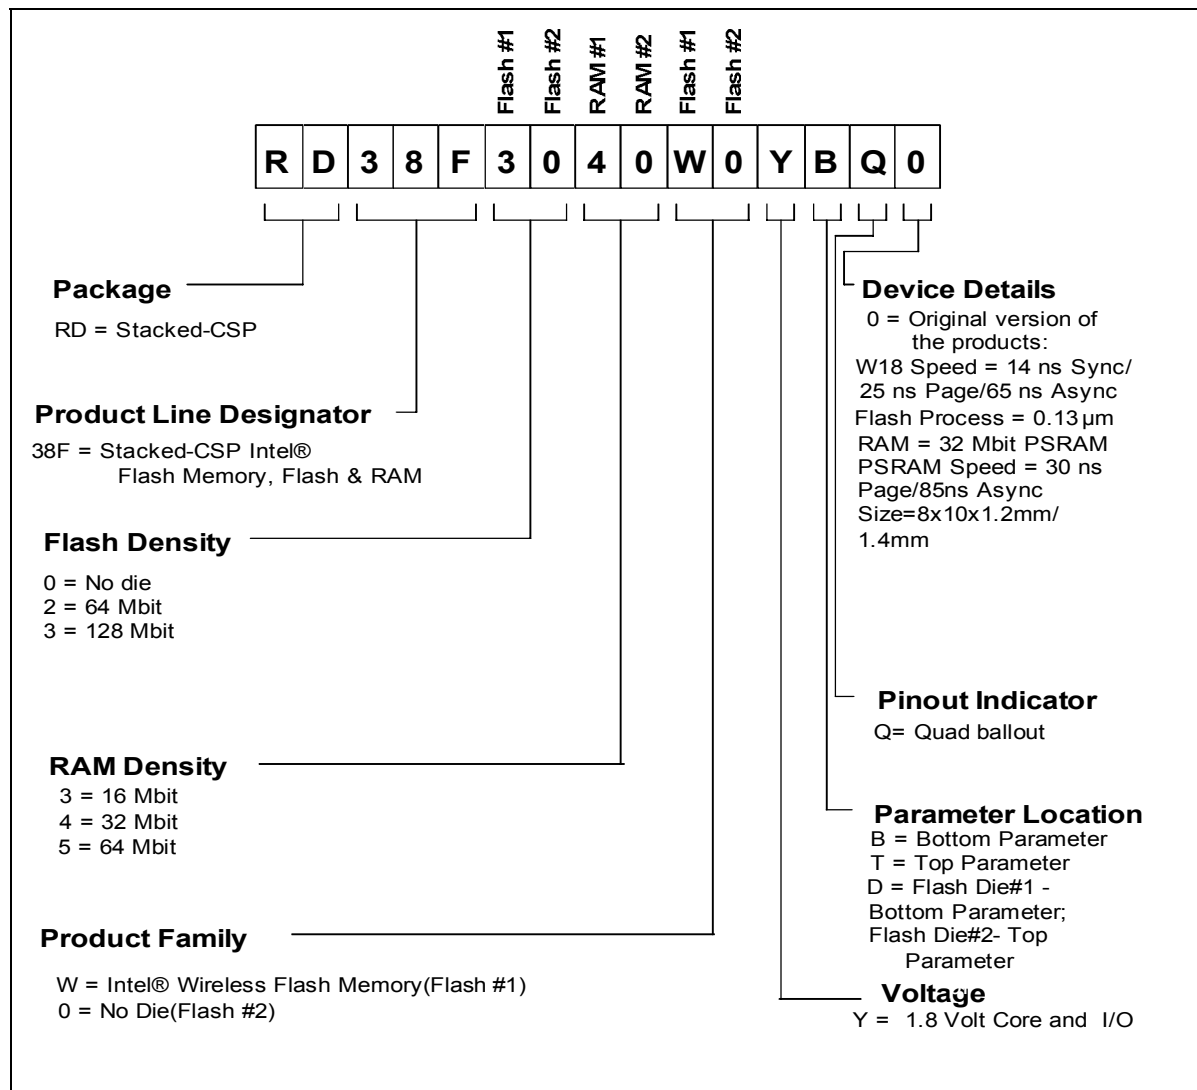 Flash #1
Flash #2
RAM #1
RAM #2
Flash #1
Flash #2
R D 3 8 F 3 0 4 0 W 0 Y B Q 0
Package
RD = Stacked-CSP
Product Line Designator
38F = Stacked-CSP Intel®
Flash Memory, Flash & RAM
Flash Density
0 = No die
2 = 64 Mbit
3 = 128 Mbit
RAM Density
3 = 16 Mbit
4 = 32 Mbit
5 = 64 Mbit
Product Family
W = Intel® Wireless Flash Memory(Flash #1)
0 = No Die(Flash #2)
Device Details
0 = Original version of
the products:
W18 Speed = 14 ns Sync/
25 ns Page/65 ns Async
Flash Process = 0.13µm
RAM = 32 Mbit PSRAM
PSRAM Speed = 30 ns
Page/85ns Async
Size=8x10x1.2mm/
1.4mm
Pinout Indicator
Q= Quad ballout
Parameter Location
B = Bottom Parameter
T = Top Parameter
D = Flash Die#1 -
Bottom Parameter;
Flash Die#2- Top
Parameter
Voltage
Y = 1.8 Volt Core and I/O